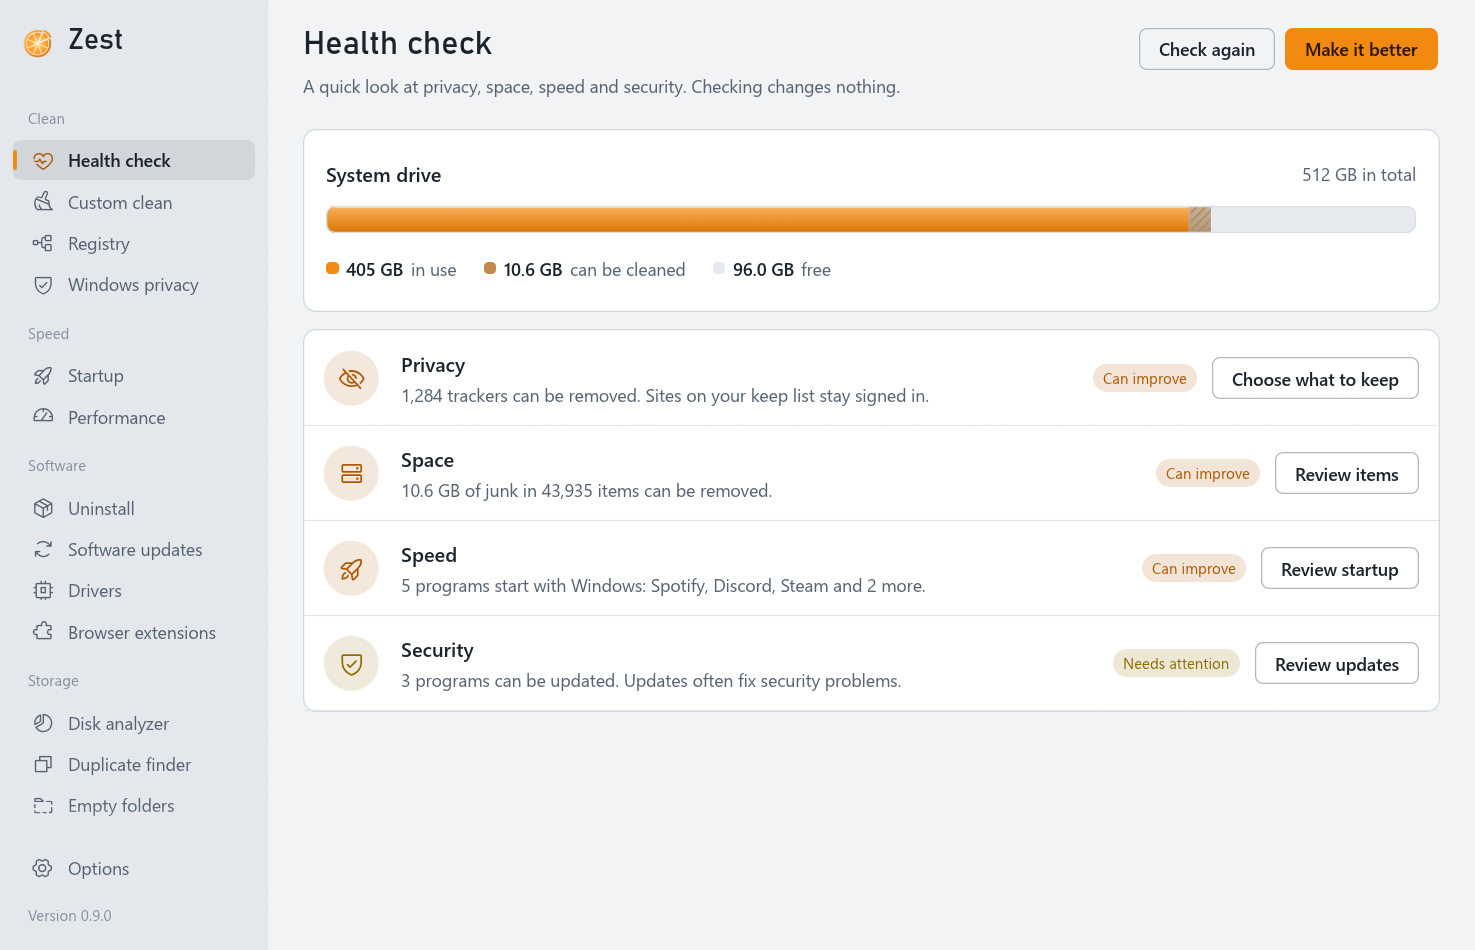 Zest
Clean
Health check
Custom clean
Registry
Windows privacy
Speed
Startup
Performance
Software
Uninstall
Software updates
Drivers
Browser extensions
Storage
Disk analyzer
Duplicate finder
Empty folders
Options
Version 0.9.0
Health check
A quick look at privacy, space, speed and security. Checking changes nothing.
Check again
Make it better
System drive
512 GB in total
405 GB in use
10.6 GB can be cleaned
96.0 GB free
Privacy
1,284 trackers can be removed. Sites on your keep list stay signed in.
Can improve
Choose what to keep
Space
10.6 GB of junk in 43,935 items can be removed.
Can improve
Review items
Speed
5 programs start with Windows: Spotify, Discord, Steam and 2 more.
Can improve
Review startup
Security
3 programs can be updated. Updates often fix security problems.
Needs attention
Review updates